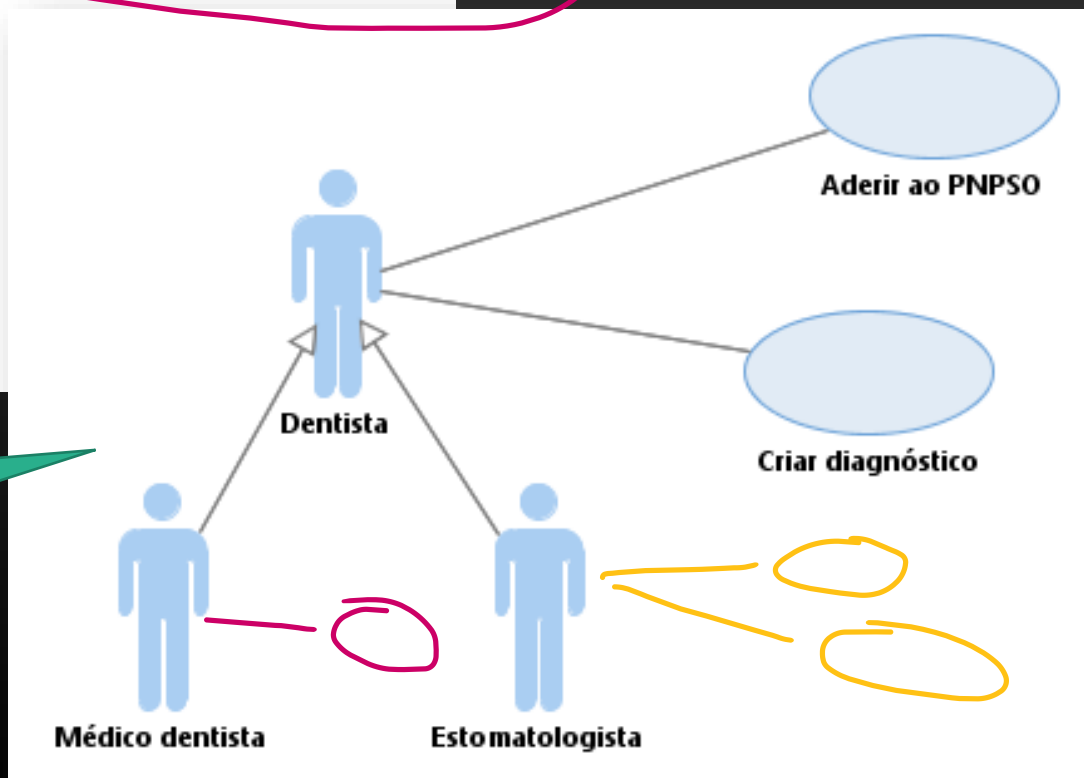 Aderir ao PNPSO
Dentista
Criar diagnóstico
Médico dentista
Estomatologista